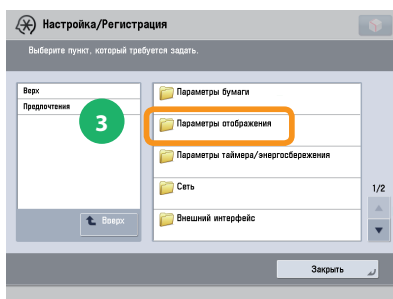 Настройка/Регистрация
Выберите пункт, который требуется задать.
Верх
Предпочтения
3
Вверх
Параметры бумаги
Параметры отображения
Параметры таймера/энергосбережения
Сеть
Внешний интерфейс
1/2
Закрыть